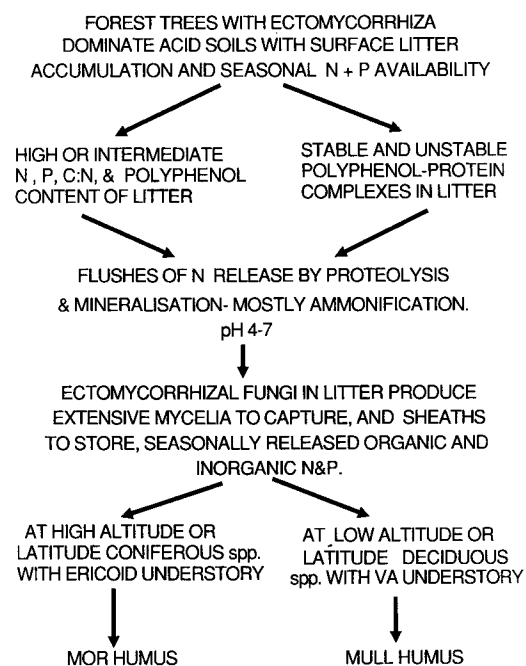 FOREST TREES WITH ECTOMYCORRHIZA
DOMINATE ACID SOILS WITH SURFACE LITTER
ACCUMULATION AND SEASONAL N + P AVAILABILITY
HIGH OR INTERMEDIATE
N , P, C:N, & POLYPHENOL
CONTENT OF LITTER
STABLE AND UNSTABLE
POLYPHENOL-PROTEIN
COMPLEXES IN LITTER
FLUSHES OF N RELEASE BY PROTEOLYSIS
& MINERALISATION- MOSTLY AMMONIFICATION.
pH 4-7
ECTOMYCORRHIZAL FUNGI IN LITTER PRODUCE
EXTENSIVE MYCELIA TO CAPTURE, AND SHEATHS
TO STORE, SEASONALLY RELEASED ORGANIC AND
INORGANIC N&P.
AT HIGH ALTITUDE OR
LATITUDE CONIFEROUS spp.
WITH ERICOID UNDERSTORY
AT LOW ALTITUDE OR
LATITUDE DECIDUOUS
spp. WITH VA UNDERSTORY
MOR HUMUS
MULL HUMUS